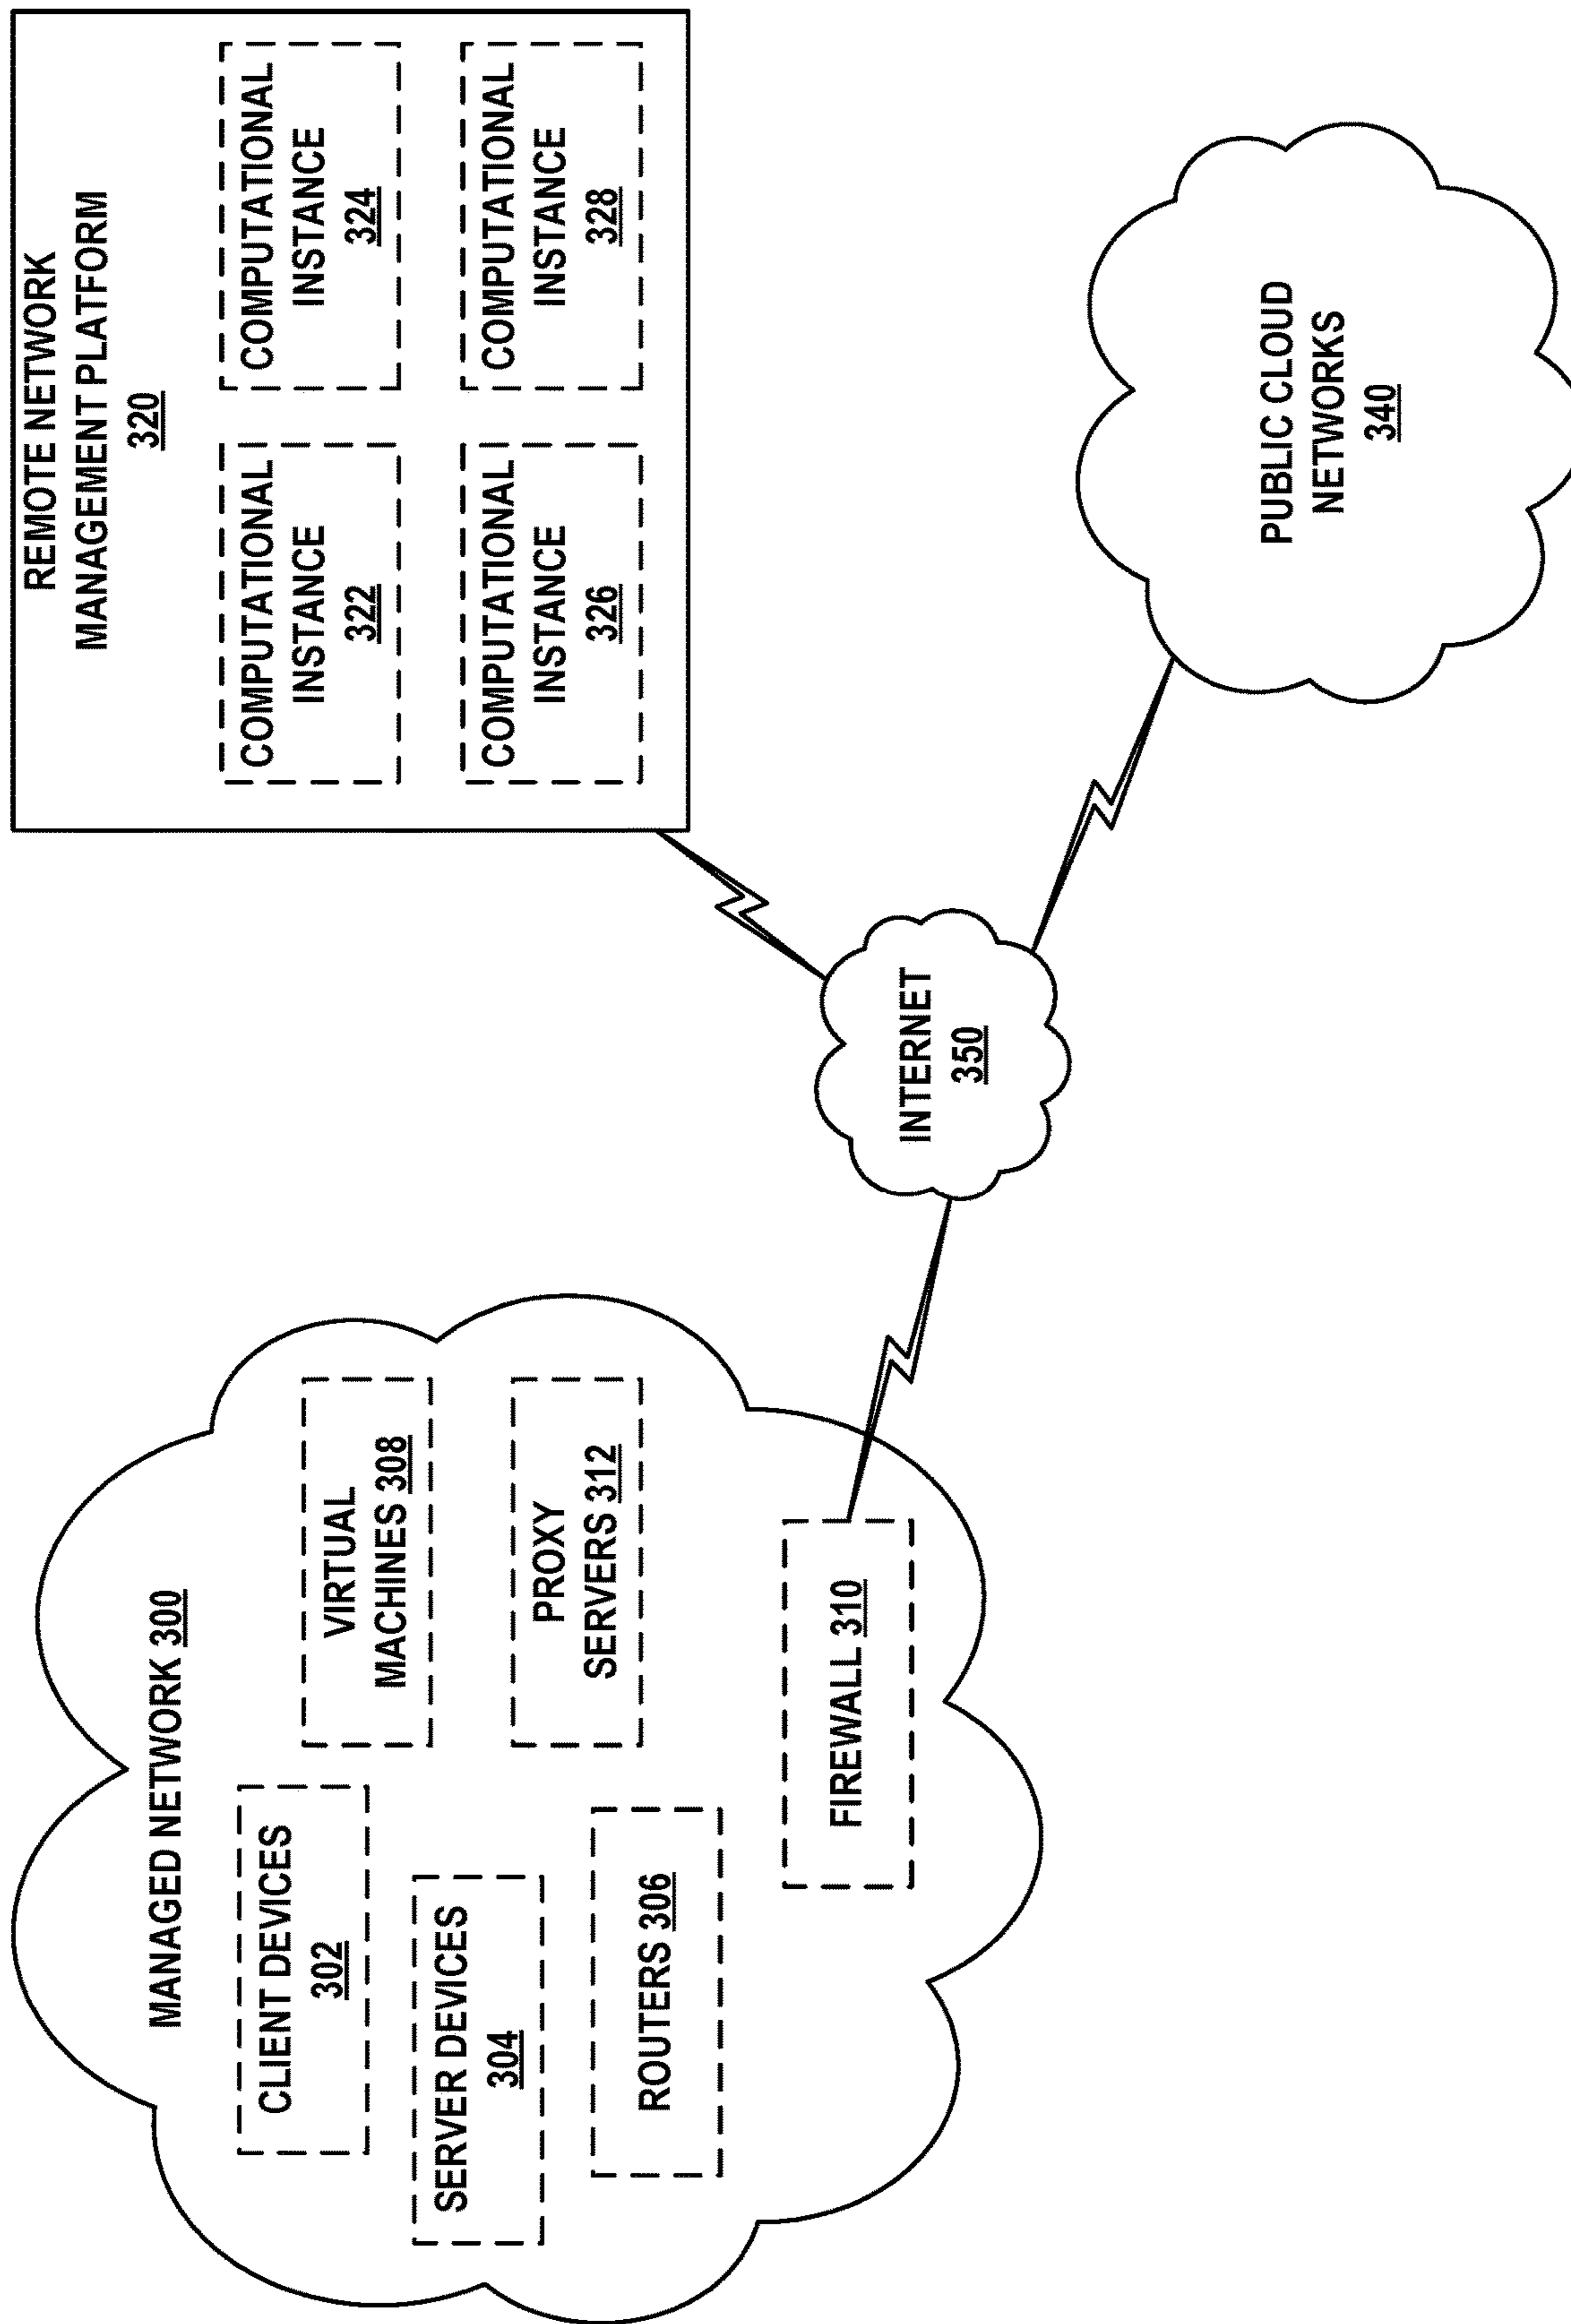 MANAGED NETWORK 300
CLIENT DEVICES
302
SERVER DEVICES
304
ROUTERS 306
VIRTUAL
MACHINES 308
PROXY
SERVERS 312
FIREWALL 310
INTERNET
350
REMOTE NETWORK
MANAGEMENT PLATFORM
320
COMPUTATIONAL
INSTANCE
322
COMPUTATIONAL
INSTANCE
324
COMPUTATIONAL
INSTANCE
326
COMPUTATIONAL
INSTANCE
328
PUBLIC CLOUD
NETWORKS
340